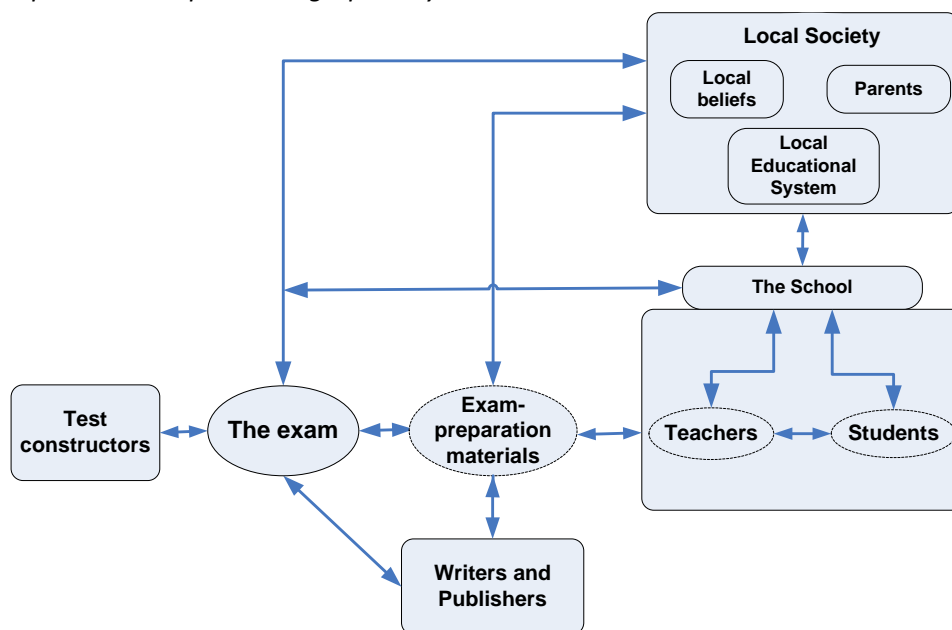 Local Society
Local
beliefs
Parents
Local
Educational
System
The School
Test
constructors
The exam
Exam-
preparation
materials
Teachers
Students
Writers and
Publishers